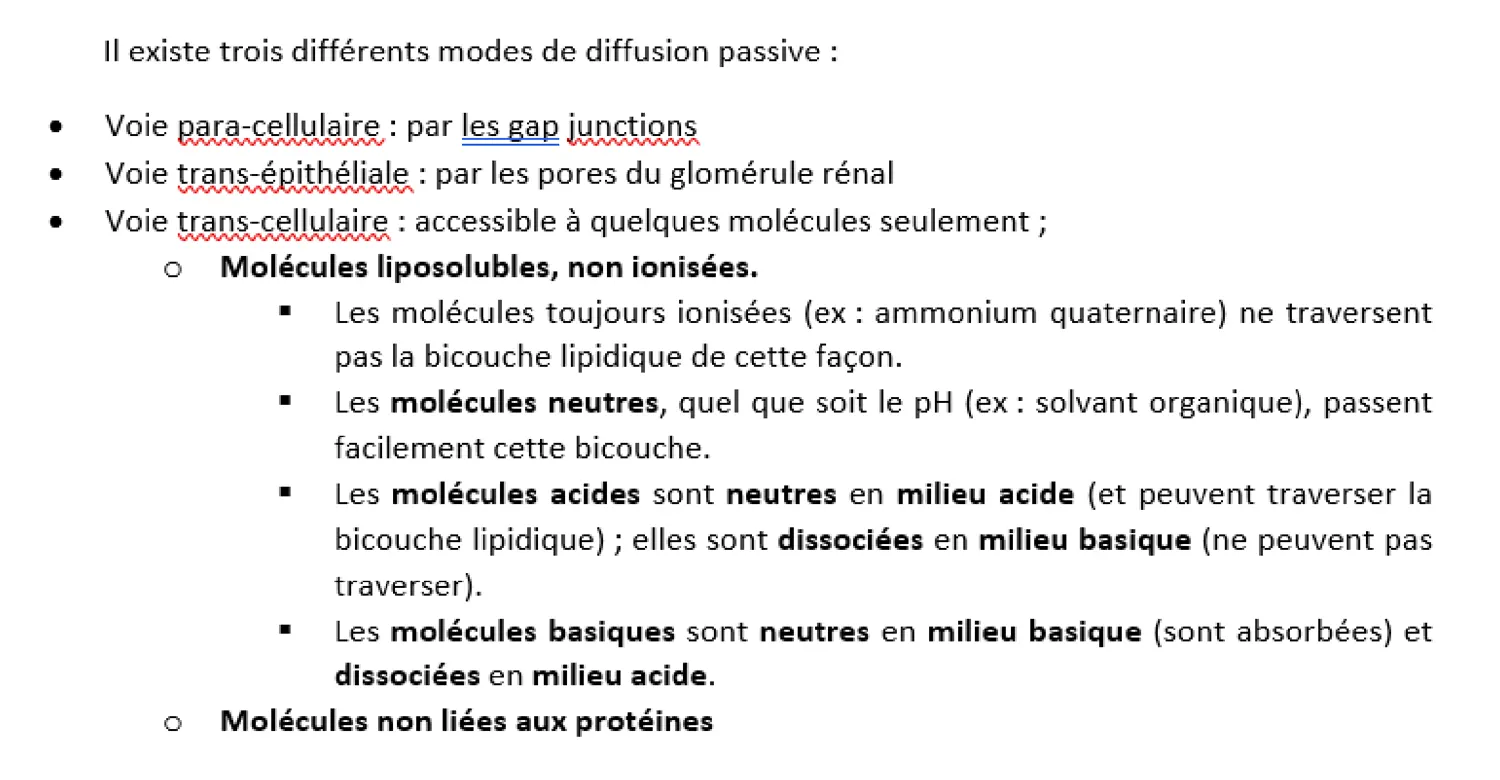 Il existe trois différents modes de diffusion passive :
• Voie para-cellulaire : par les gap junctions
• Voie trans-épithéliale : par les pores du glomérule rénal
• Voie trans-cellulaire : accessible à quelques molécules seulement ;
o Molécules liposolubles, non ionisées.
▪ Les molécules toujours ionisées (ex : ammonium quaternaire) ne traversent
pas la bicouche lipidique de cette façon.
▪ Les molécules neutres, quel que soit le pH (ex : solvant organique), passent
facilement cette bicouche.
▪ Les molécules acides sont neutres en milieu acide (et peuvent traverser la
bicouche lipidique) ; elles sont dissociées en milieu basique (ne peuvent pas
traverser).
▪ Les molécules basiques sont neutres en milieu basique (sont absorbées) et
dissociées en milieu acide.
o Molécules non liées aux protéines